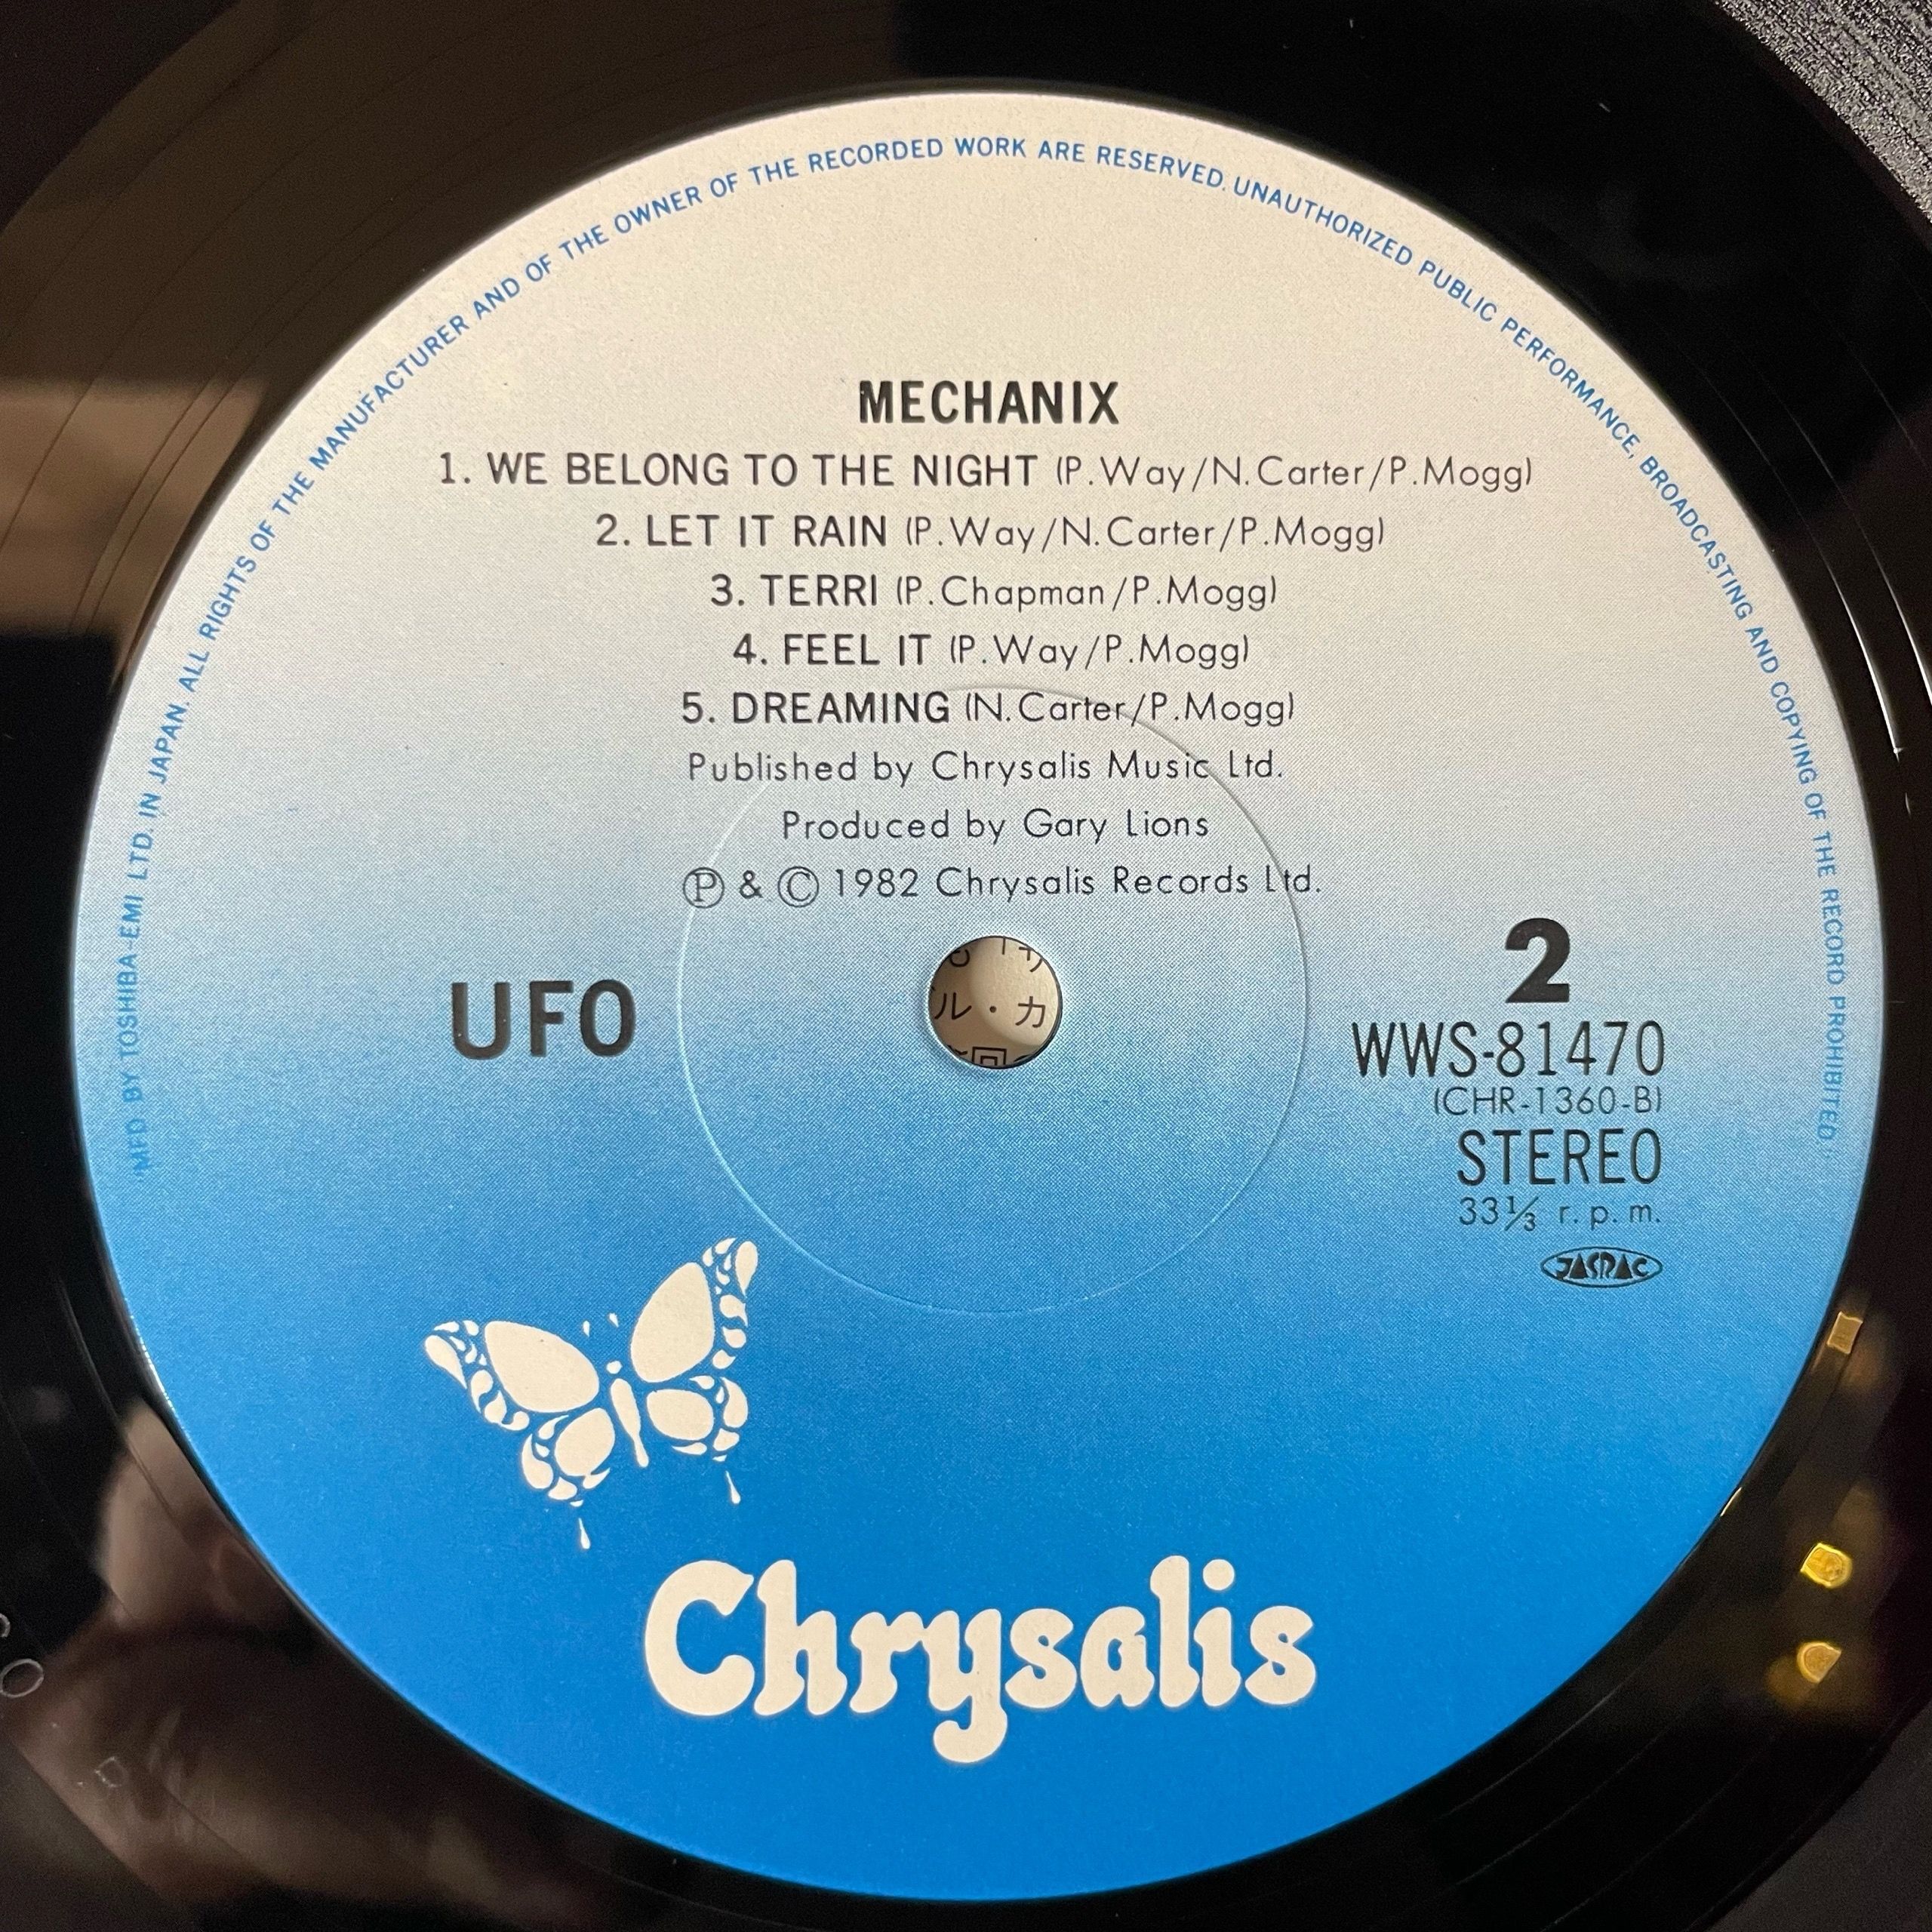 "MFD. BY TOSHIBA-EMI LTD. IN JAPAN. ALL RIGHTS OF THE MANUFACTURER AND OF THE OWNER OF THE RECORDED WORK ARE RESERVED. UNAUTHORIZED PUBLIC PERFORMANCE, BROADCASTING AND COPYING OF THE RECORD PROHIBITED."
MECHANIX
1. WE BELONG TO THE NIGHT (P.Way/N.Carter/P.Mogg)
2. LET IT RAIN (P.Way/N.Carter/P.Mogg)
3. TERRI (P.Chapman/P.Mogg)
4. FEEL IT (P.Way/P.Mogg)
5. DREAMING (N.Carter/P.Mogg)
Published by Chrysalis Music Ltd.
Produced by Gary Lions
Ⓟ & Ⓒ 1982 Chrysalis Records Ltd.
ル・カ
UFO
2
WWS-81470
(CHR-1360-B)
STEREO
33⅓ r.p.m.
JASRAC
Chrysalis